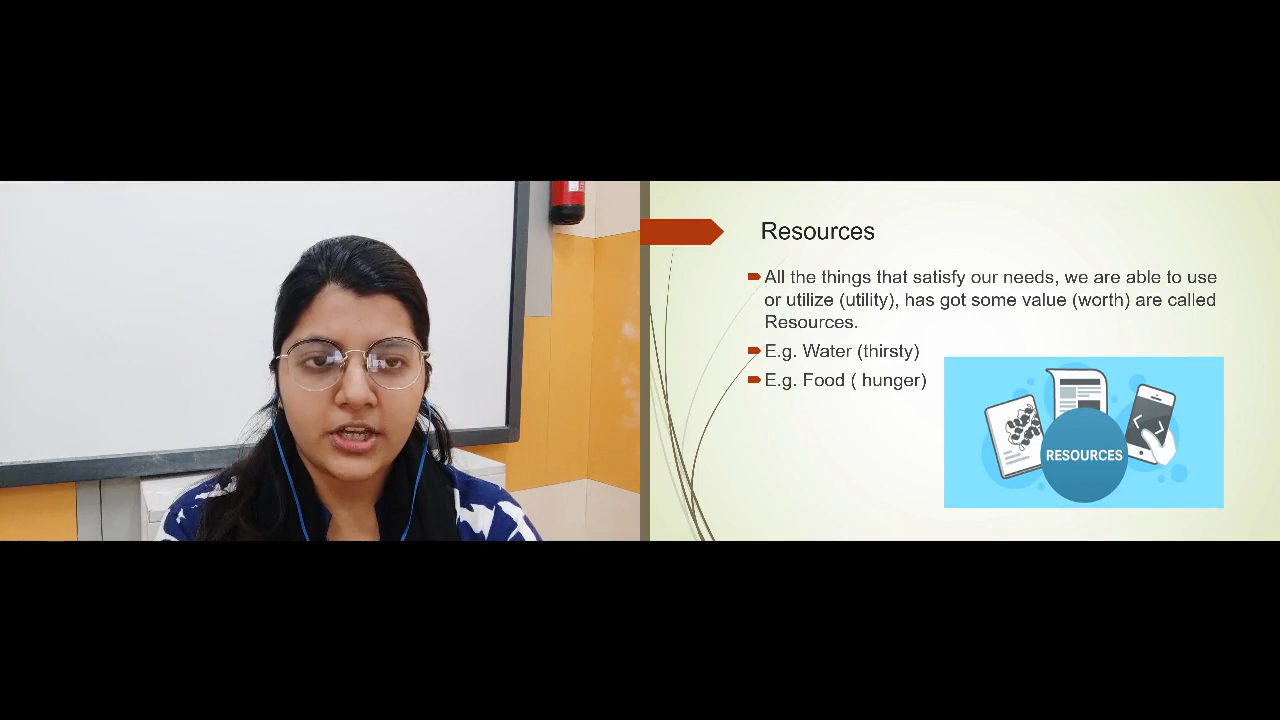 Resources
All the things that satisfy our needs, we are able to use
or utilize (utility), has got some value (worth) are called
Resources.
E.g. Water (thirsty)
E.g. Food ( hunger)
RESOURCES